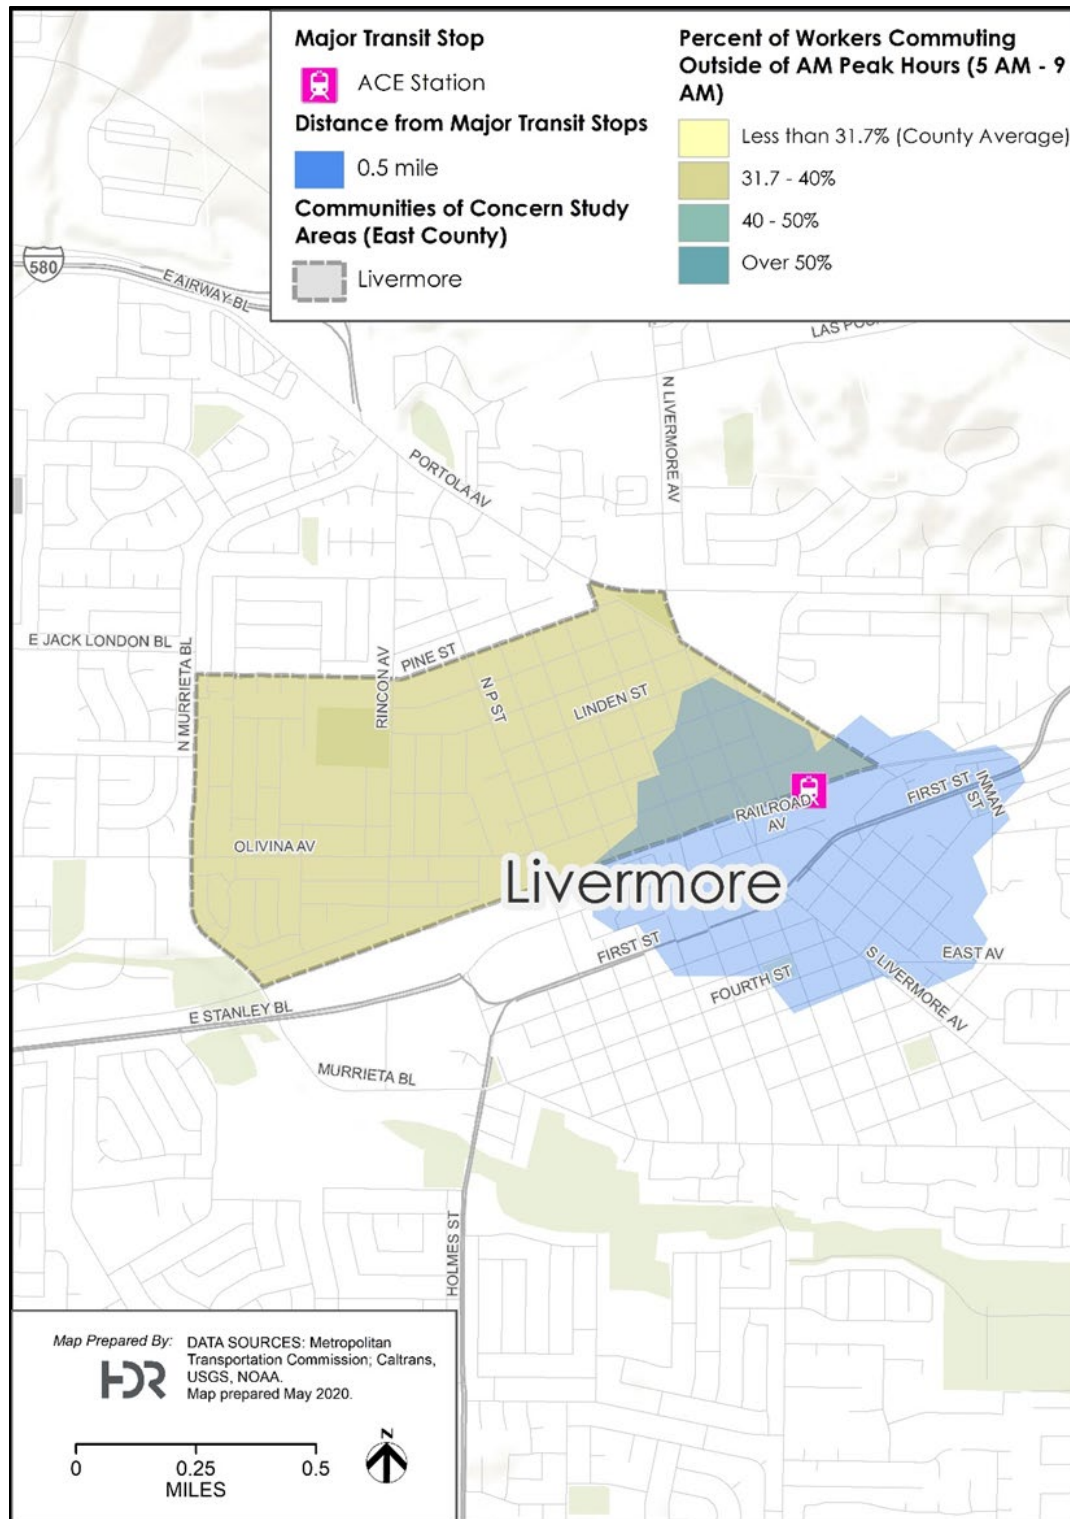 Major Transit Stop
ACE Station
Distance from Major Transit Stops
0.5 mile
Communities of Concern Study
Areas (East County)
Livermore
Percent of Workers Commuting
Outside of AM Peak Hours (5 AM - 9
AM)
Less than 31.7% (County Average)
31.7 - 40%
40 - 50%
Over 50%
580
E AIRWAY BL
N LIVERMORE AV
PORTOLA AV
E JACK LONDON BL
N MURRIETA BL
RINCON AV
PINE ST
N P ST
LINDEN ST
OLIVINA AV
RAILROAD
AV
FIRST ST
INMAN
ST
Livermore
FIRST ST
FOURTH ST
S LIVERMORE AV
EAST AV
E STANLEY BL
MURRIETA BL
HOLMES ST
Map Prepared By:
HDR
DATA SOURCES: Metropolitan
Transportation Commission; Caltrans,
USGS, NOAA.
Map prepared May 2020.
0 0.25 0.5
MILES
N